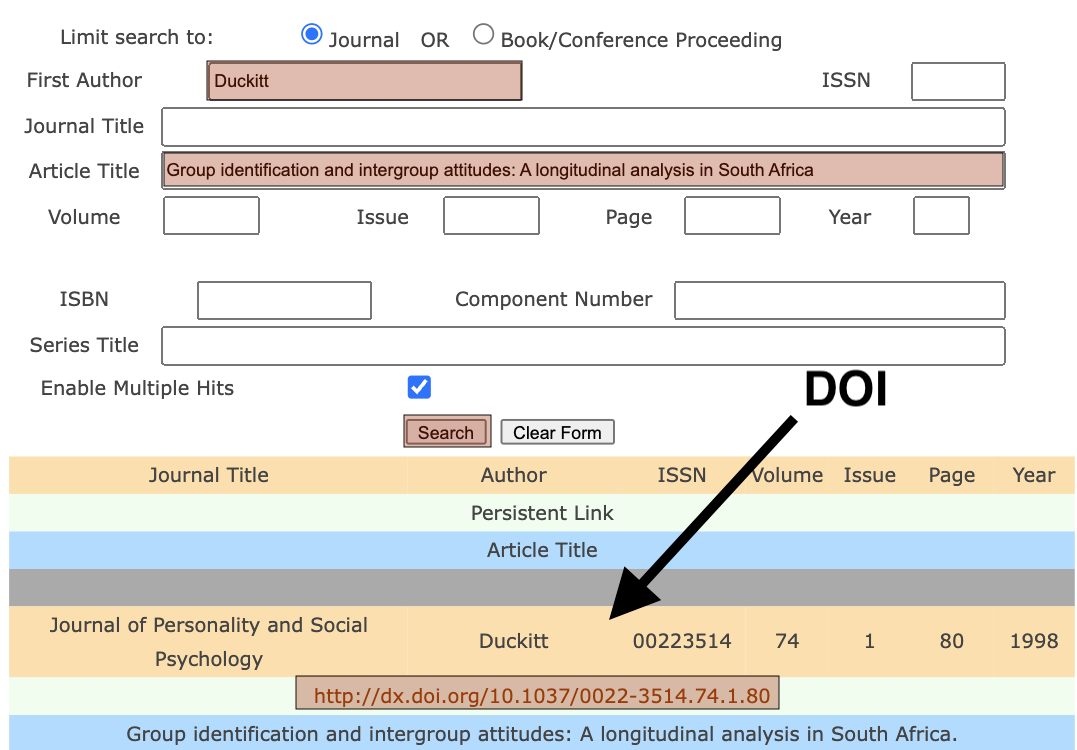 Limit search to: Journal OR Book/Conference Proceeding
First Author Duckitt ISSN
Journal Title
Article Title Group identification and intergroup attitudes: A longitudinal analysis in South Africa
Volume Issue Page Year
ISBN Component Number
Series Title
Enable Multiple Hits
DOI
Search Clear Form
Journal Title Author ISSN Volume Issue Page Year
Persistent Link
Article Title
Journal of Personality and Social
Psychology
Duckitt 00223514 74 1 80 1998
http://dx.doi.org/10.1037/0022-3514.74.1.80
Group identification and intergroup attitudes: A longitudinal analysis in South Africa.